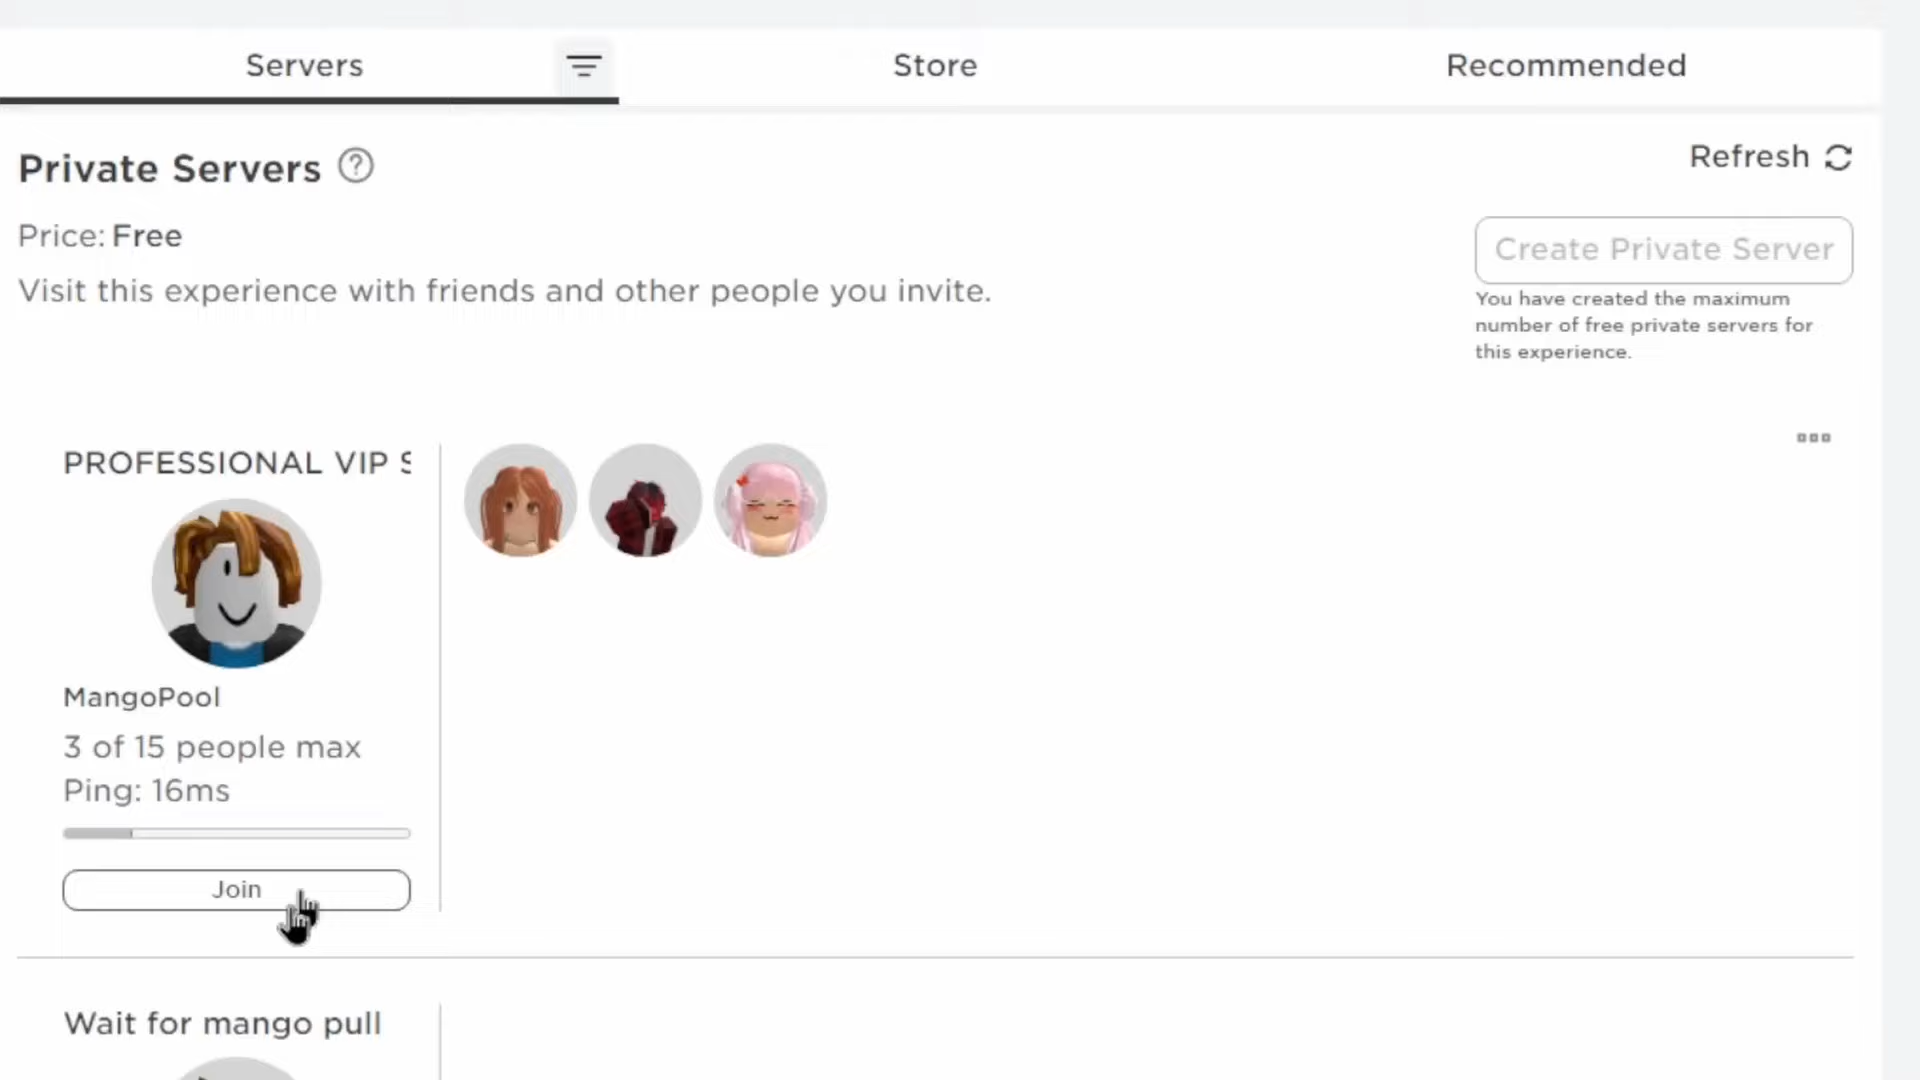 Servers
Store
Recommended
Private Servers
Refresh
Price: Free
Create Private Server
Visit this experience with friends and other people you invite.
You have created the maximum
number of free private servers for
this experience.
PROFESSIONAL VIP S
MangoPool
3 of 15 people max
Ping: 16ms
Join
Wait for mango pull